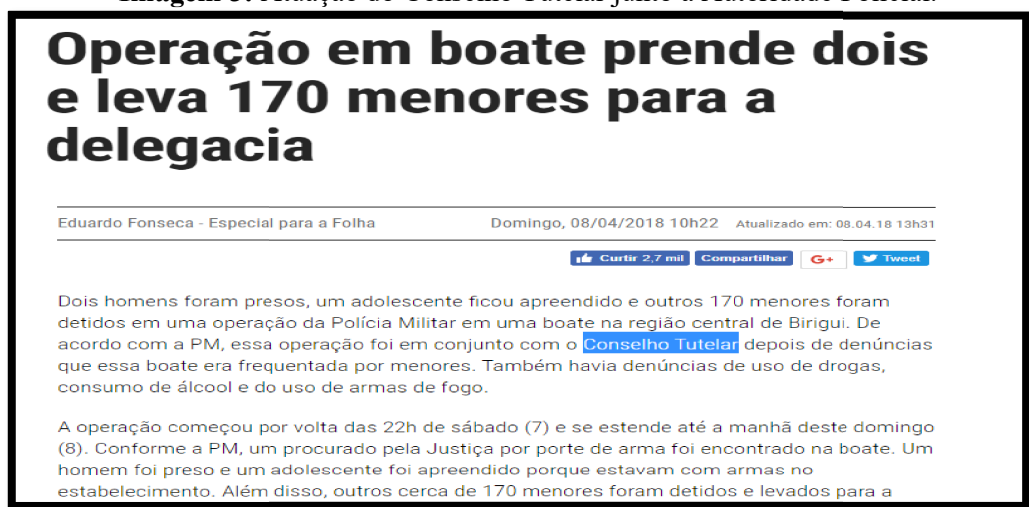 Operação em boate prende dois
e leva 170 menores para a
delegacia
Eduardo Fonseca - Especial para a Folha Domingo, 08/04/2018 10h22 Atualizado em: 08.04.18 13h31
Curtir 2,7 mil Compartilhar G+ Tweet
Dois homens foram presos, um adolescente ficou apreendido e outros 170 menores foram
detidos em uma operação da Polícia Militar em uma boate na região central de Birigui. De
acordo com a PM, essa operação foi em conjunto com o Conselho Tutelar depois de denúncias
que essa boate era frequentada por menores. Também havia denúncias de uso de drogas,
consumo de álcool e do uso de armas de fogo.
A operação começou por volta das 22h de sábado (7) e se estende até a manhã deste domingo
(8). Conforme a PM, um procurado pela Justiça por porte de arma foi encontrado na boate. Um
homem foi preso e um adolescente foi apreendido porque estavam com armas no
estabelecimento. Além disso, outros cerca de 170 menores foram detidos e levados para a